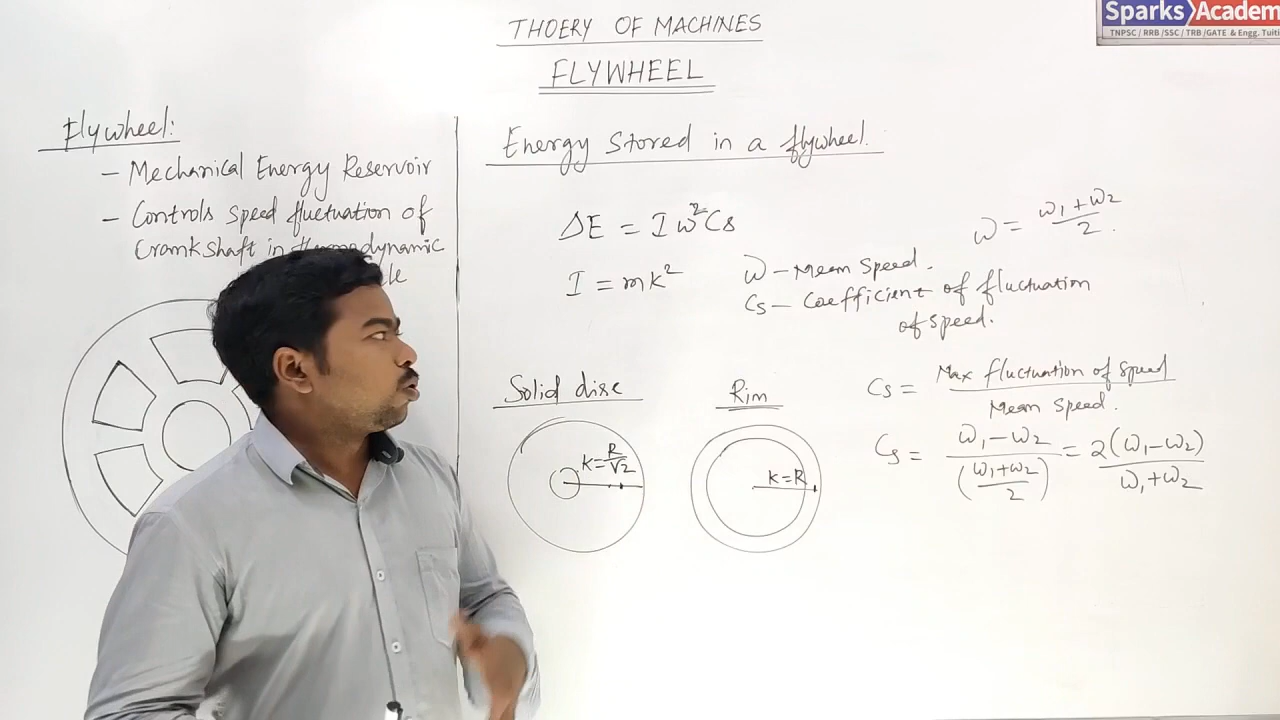 THOERY OF MACHINES
FLYWHEEL
Sparks Academ
TNPSC / RRB /SSC / TRB /GATE & Engg. Tuiti
Flywheel:
– Mechanical Energy Reservoir
– Controls speed fluctuation of
Crankshaft in thermodynamic
Energy stored in a flywheel.
ΔE = I ω² Cs
I = mk²
ω = (ω₁ + ω₂)/2.
ω – Mean Speed.
Cs – Coefficient of fluctuation
of speed.
Solid disc
K = R/√2
Rim
K = R
Cs = Max fluctuation of speed / Mean speed.
Cs = (ω₁ – ω₂)/((ω₁+ω₂)/2) = 2(ω₁–ω₂)/(ω₁+ω₂)